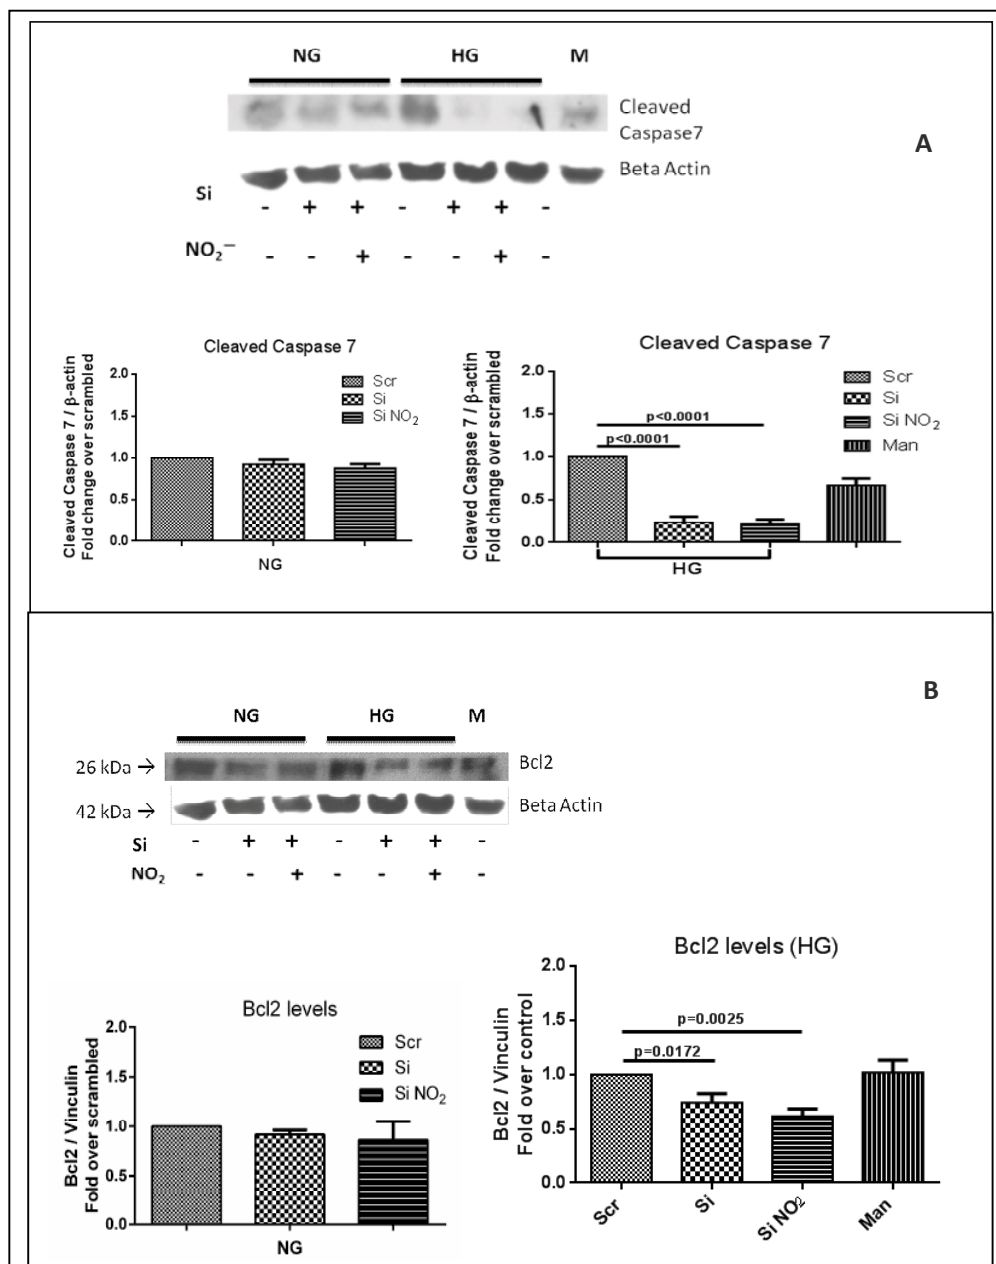 NG HG M
Cleaved
Caspase7
A
Beta Actin
Si
- + + - + + -
NO₂⁻ - - + - - + -
Cleaved Caspase 7
Cleaved Caspase 7 / β-actin
Fold change over scrambled
2.0
1.5
1.0
0.5
0.0
Scr
Si
Si NO₂
NG
Cleaved Caspase 7
Cleaved Caspase 7 / β-actin
Fold change over scrambled
2.0
1.5
1.0
0.5
0.0
Scr
Si
Si NO₂
Man
p<0.0001
p<0.0001
HG
B
NG HG M
26 kDa → Bcl2
42 kDa → Beta Actin
Si - + + - + + -
NO₂ - - + - - + -
Bcl2 levels
Bcl2 / Vinculin
Fold over scrambled
2.0
1.5
1.0
0.5
0.0
Scr
Si
Si NO₂
NG
Bcl2 levels (HG)
Bcl2 / Vinculin
Fold over control
2.0
1.5
1.0
0.5
0.0
p=0.0025
p=0.0172
Scr Si Si NO₂ Man